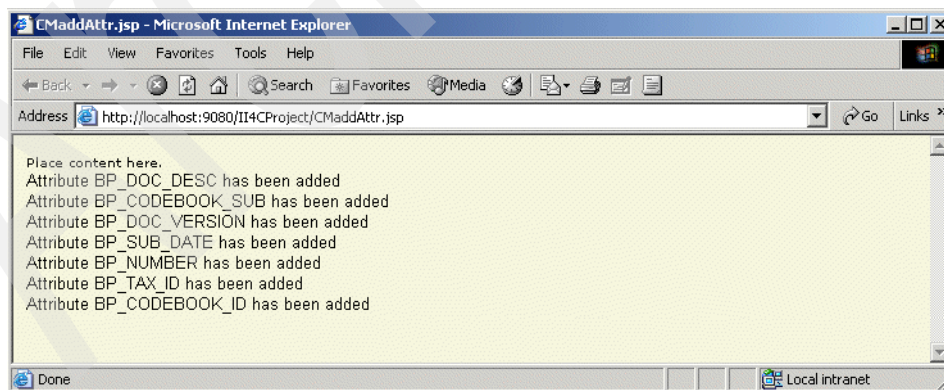 CMaddAttr.jsp - Microsoft Internet Explorer
File Edit View Favorites Tools Help
Back Search Favorites Media
Address http://localhost:9080/II4CProject/CMaddAttr.jsp Go Links »
Place content here.
Attribute BP_DOC_DESC has been added
Attribute BP_CODEBOOK_SUB has been added
Attribute BP_DOC_VERSION has been added
Attribute BP_SUB_DATE has been added
Attribute BP_NUMBER has been added
Attribute BP_TAX_ID has been added
Attribute BP_CODEBOOK_ID has been added
Done Local intranet